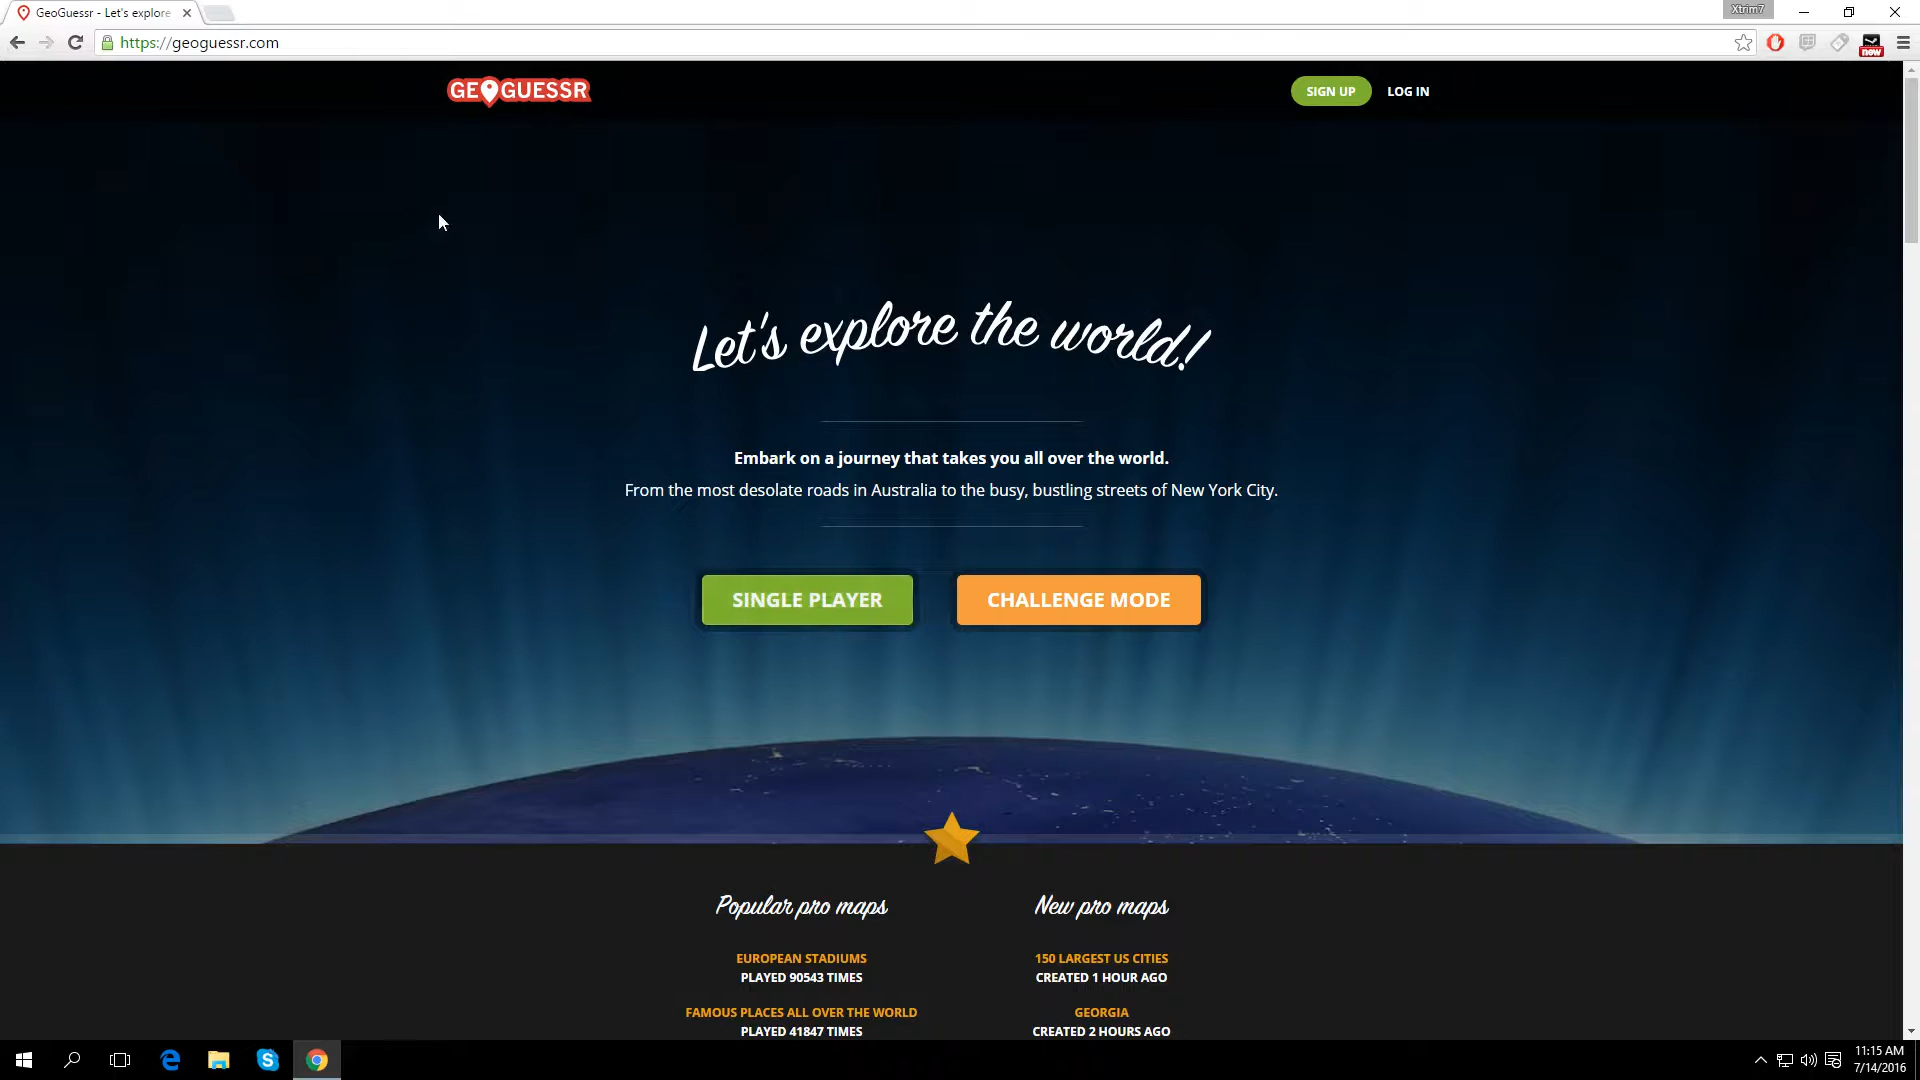 GeoGuessr - Let's explore
Xtrim7
https://geoguessr.com
new
GEOGUESSR
SIGN UP
LOG IN
Let's explore the world!
Embark on a journey that takes you all over the world.
From the most desolate roads in Australia to the busy, bustling streets of New York City.
SINGLE PLAYER
CHALLENGE MODE
Popular pro maps
EUROPEAN STADIUMS
PLAYED 90543 TIMES
FAMOUS PLACES ALL OVER THE WORLD
PLAYED 41847 TIMES
New pro maps
150 LARGEST US CITIES
CREATED 1 HOUR AGO
GEORGIA
CREATED 2 HOURS AGO
11:15 AM
7/14/2016